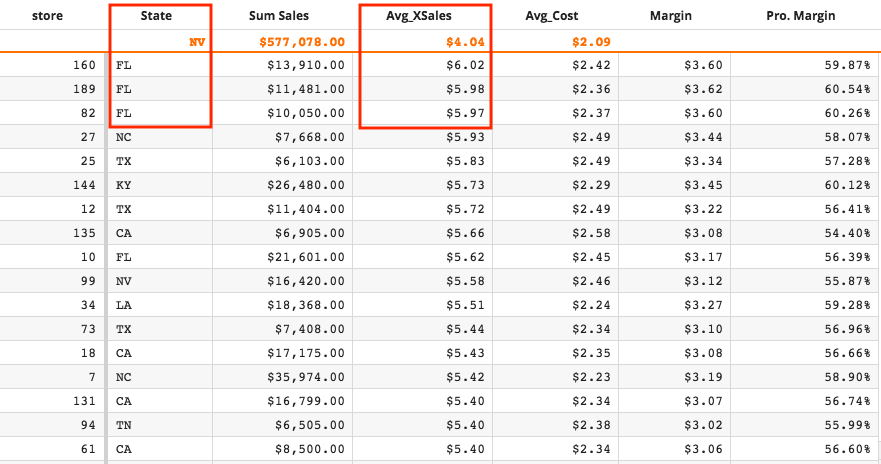 store State Sum Sales Avg_XSales Avg_Cost Margin Pro. Margin
NV $577,078.00 $4.04 $2.09
160 FL $13,910.00 $6.02 $2.42 $3.60 59.87%
189 FL $11,481.00 $5.98 $2.36 $3.62 60.54%
82 FL $10,050.00 $5.97 $2.37 $3.60 60.26%
27 NC $7,668.00 $5.93 $2.49 $3.44 58.07%
25 TX $6,103.00 $5.83 $2.49 $3.34 57.28%
144 KY $26,480.00 $5.73 $2.29 $3.45 60.12%
12 TX $11,404.00 $5.72 $2.49 $3.22 56.41%
135 CA $6,905.00 $5.66 $2.58 $3.08 54.40%
10 FL $21,601.00 $5.62 $2.45 $3.17 56.39%
99 NV $16,420.00 $5.58 $2.46 $3.12 55.87%
34 LA $18,368.00 $5.51 $2.24 $3.27 59.28%
73 TX $7,408.00 $5.44 $2.34 $3.10 56.96%
18 CA $17,175.00 $5.43 $2.35 $3.08 56.66%
7 NC $35,974.00 $5.42 $2.23 $3.19 58.90%
131 CA $16,799.00 $5.40 $2.34 $3.07 56.74%
94 TN $6,505.00 $5.40 $2.38 $3.02 55.99%
61 CA $8,500.00 $5.40 $2.34 $3.06 56.60%